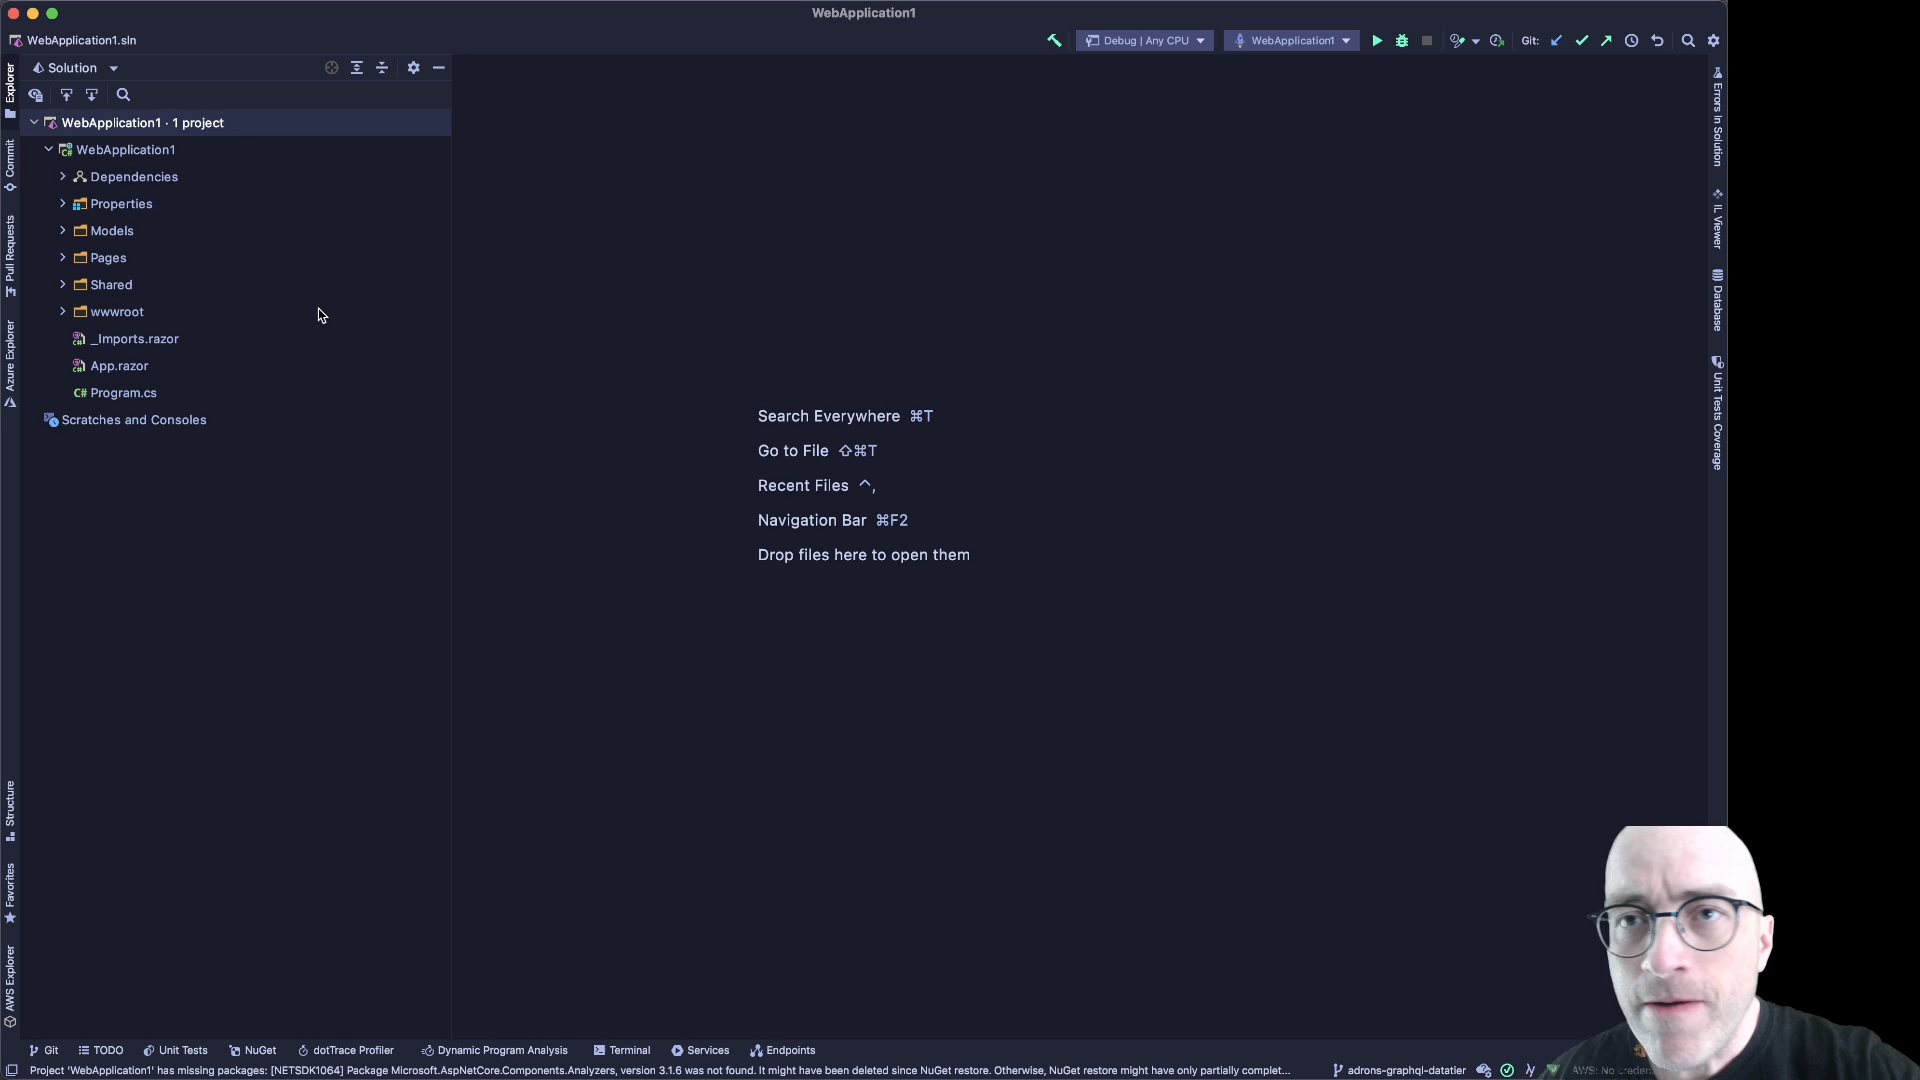 WebApplication1
WebApplication1.sln
Debug | Any CPU
WebApplication1
Git:
Solution
WebApplication1 · 1 project
WebApplication1
Dependencies
Properties
Models
Pages
Shared
wwwroot
_Imports.razor
App.razor
C# Program.cs
Scratches and Consoles
Explorer
Commit
Pull Requests
Azure Explorer
Structure
Favorites
AWS Explorer
Search Everywhere ⌘T
Go to File ⇧⌘T
Recent Files ^,
Navigation Bar ⌘F2
Drop files here to open them
Errors In Solution
IL Viewer
Database
Unit Tests Coverage
Git
TODO
Unit Tests
NuGet
dotTrace Profiler
Dynamic Program Analysis
Terminal
Services
Endpoints
Project 'WebApplication1' has missing packages: [NETSDK1064] Package Microsoft.AspNetCore.Components.Analyzers, version 3.1.6 was not found. It might have been deleted since NuGet restore. Otherwise, NuGet restore might have only partially complet...
adrons-graphql-datatier
AWS: No